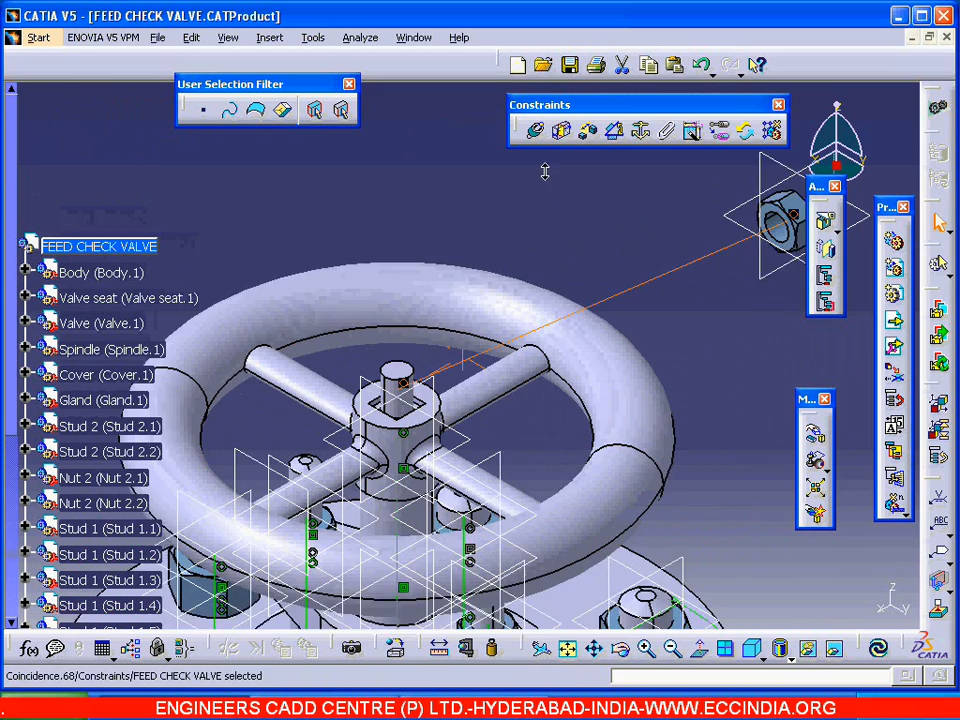 CATIA V5 - [FEED CHECK VALVE.CATProduct]
Start ENOVIA V5 VPM File Edit View Insert Tools Analyze Window Help
User Selection Filter
Constraints
A...
Pr...
FEED CHECK VALVE
Body (Body.1)
Valve seat (Valve seat.1)
Valve (Valve.1)
Spindle (Spindle.1)
Cover (Cover.1)
Gland (Gland.1)
M...
Stud 2 (Stud 2.1)
Stud 2 (Stud 2.2)
Nut 2 (Nut 2.1)
Nut 2 (Nut 2.2)
Stud 1 (Stud 1.1)
Stud 1 (Stud 1.2)
Stud 1 (Stud 1.3)
Stud 1 (Stud 1.4)
ABC
z
x
y
f(x)
CATIA
Coincidence.68/Constraints/FEED CHECK VALVE selected
. ENGINEERS CADD CENTRE (P) LTD.-HYDERABAD-INDIA-WWW.ECCINDIA.ORG